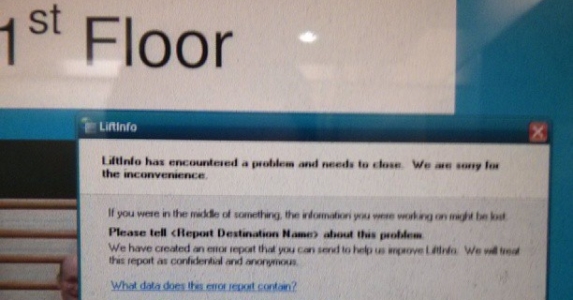 1st Floor
LiftInfo
LiftInfo has encountered a problem and needs to close. We are sorry for
the inconvenience.
If you were in the middle of something, the information you were working on might be lost.
Please tell <Report Destination Name> about this problem.
We have created an error report that you can send to help us improve LiftInfo. We will treat
this report as confidential and anonymous.
What data does this error report contain?